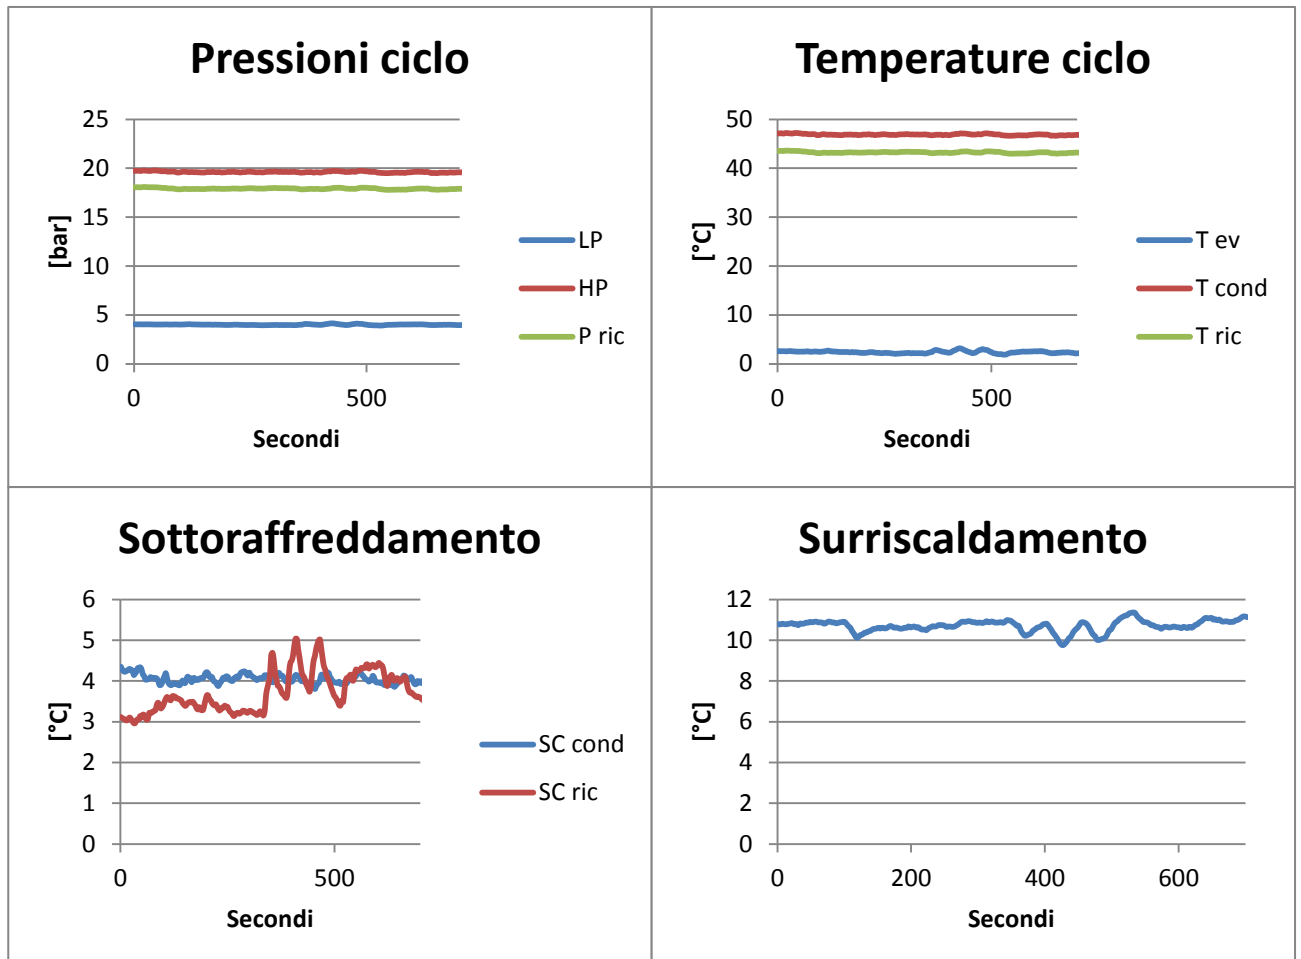 Pressioni ciclo
25
20
15
10
5
0
[bar]
0 500
Secondi
LP
HP
P ric
Temperature ciclo
50
40
30
20
10
0
[°C]
0 500
Secondi
T ev
T cond
T ric
Sottoraffreddamento
6
5
4
3
2
1
0
[°C]
0 500
Secondi
SC cond
SC ric
Surriscaldamento
12
10
8
6
4
2
0
[°C]
0 200 400 600
Secondi